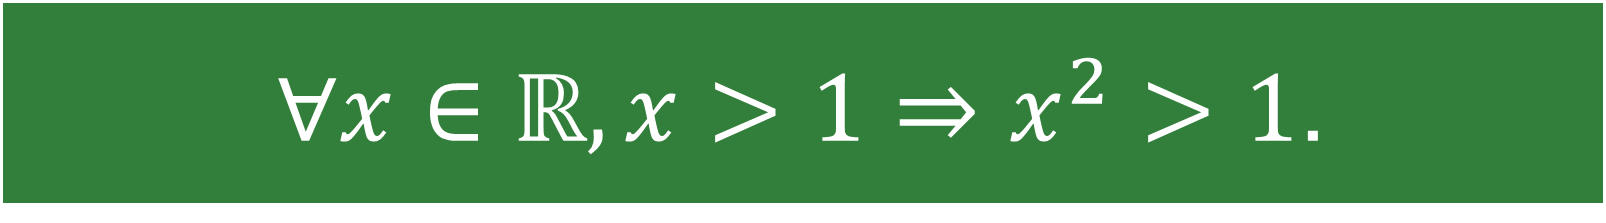 ∀x ∈ ℝ, x > 1 ⇒ x² > 1.